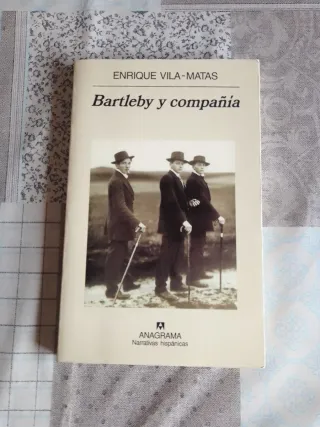 ENRIQUE VILA-MATAS
Bartleby y compañía
ANAGRAMA
Narrativas hispánicas